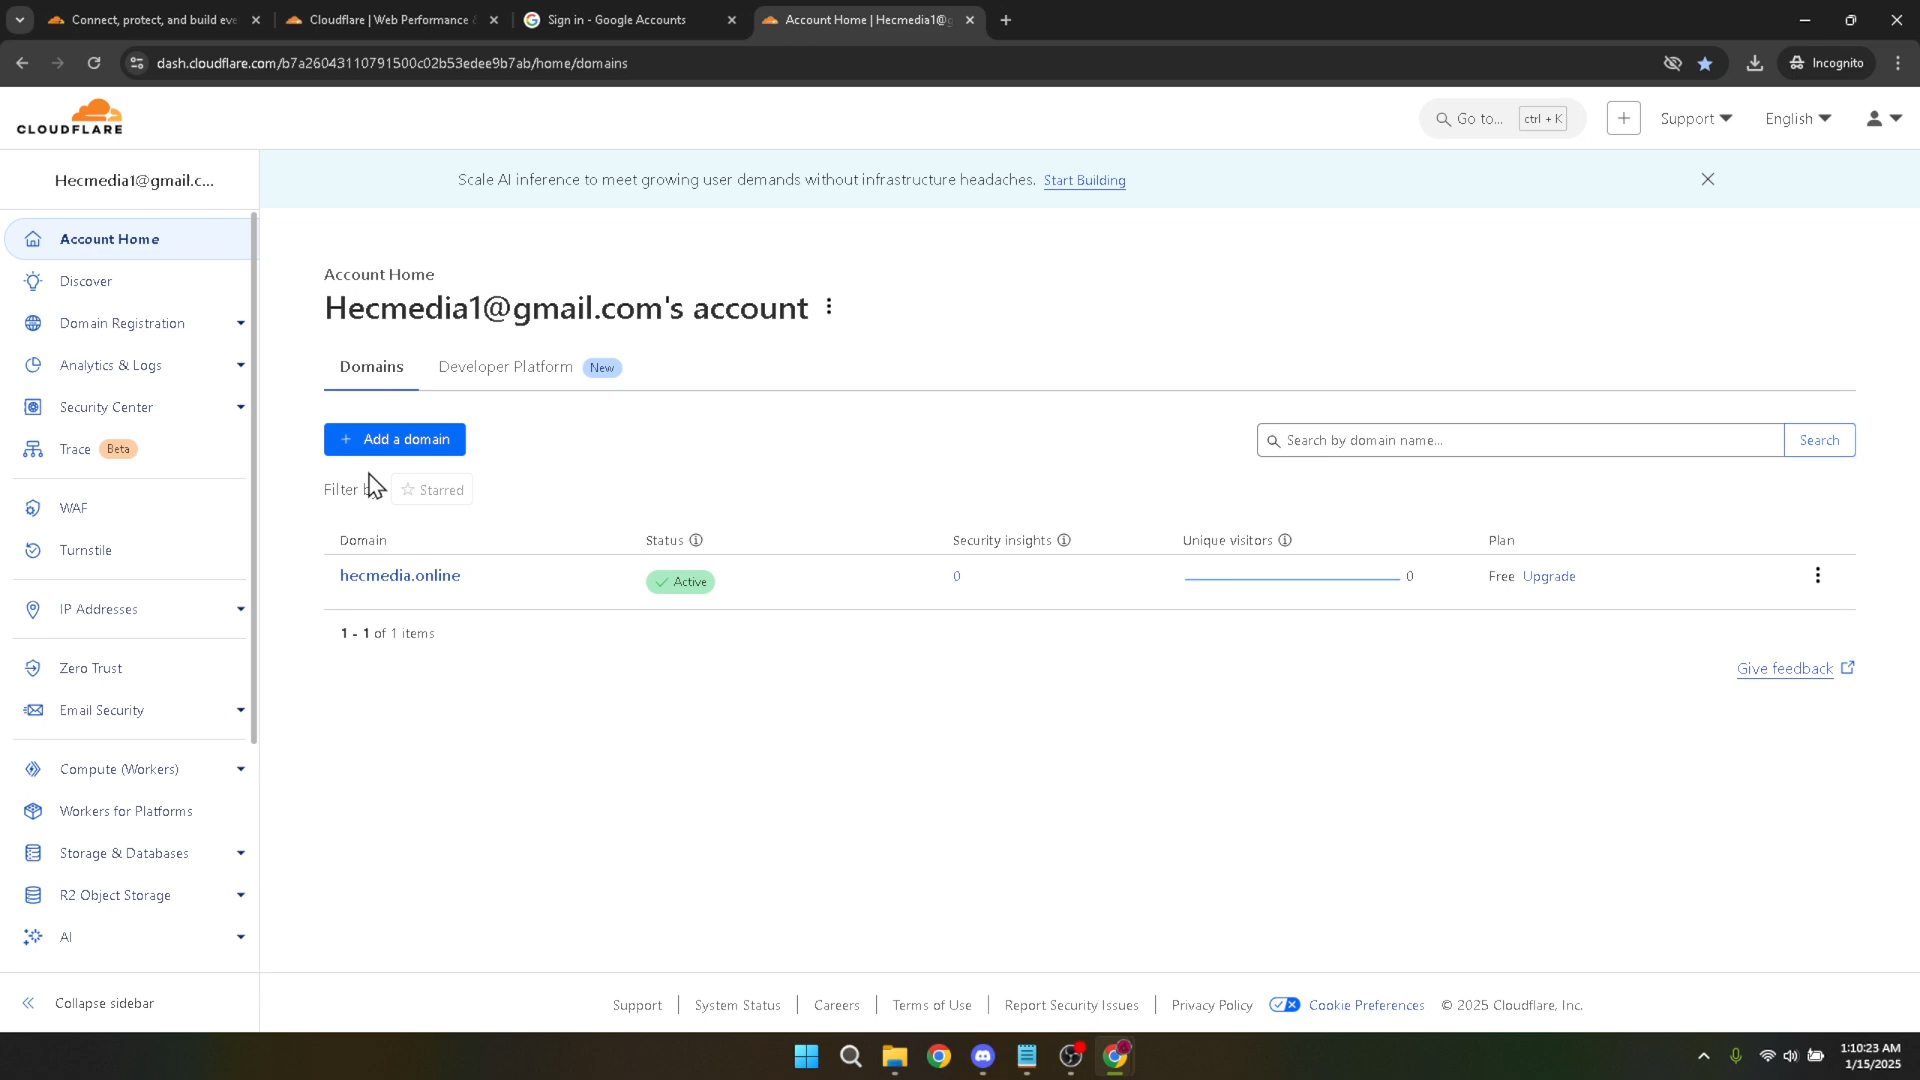 Connect, protect, and build eve
Cloudflare | Web Performance &
Sign in - Google Accounts
Account Home | Hecmedia1@g
dash.cloudflare.com/b7a26043110791500c02b53edee9b7ab/home/domains
Incognito
CLOUDFLARE
Go to...
ctrl + K
Support
English
Hecmedia1@gmail.c...
Scale AI inference to meet growing user demands without infrastructure headaches. Start Building
Account Home
Discover
Domain Registration
Analytics & Logs
Security Center
Trace Beta
WAF
Turnstile
IP Addresses
Zero Trust
Email Security
Compute (Workers)
Workers for Platforms
Storage & Databases
R2 Object Storage
AI
Collapse sidebar
Account Home
Hecmedia1@gmail.com's account
Domains
Developer Platform New
+ Add a domain
Search by domain name...
Search
Filter b
Starred
Domain
Status
Security insights
Unique visitors
Plan
hecmedia.online
Active
0
0
Free Upgrade
1 - 1 of 1 items
Give feedback
Support
System Status
Careers
Terms of Use
Report Security Issues
Privacy Policy
Cookie Preferences
© 2025 Cloudflare, Inc.
1:10:23 AM
1/15/2025